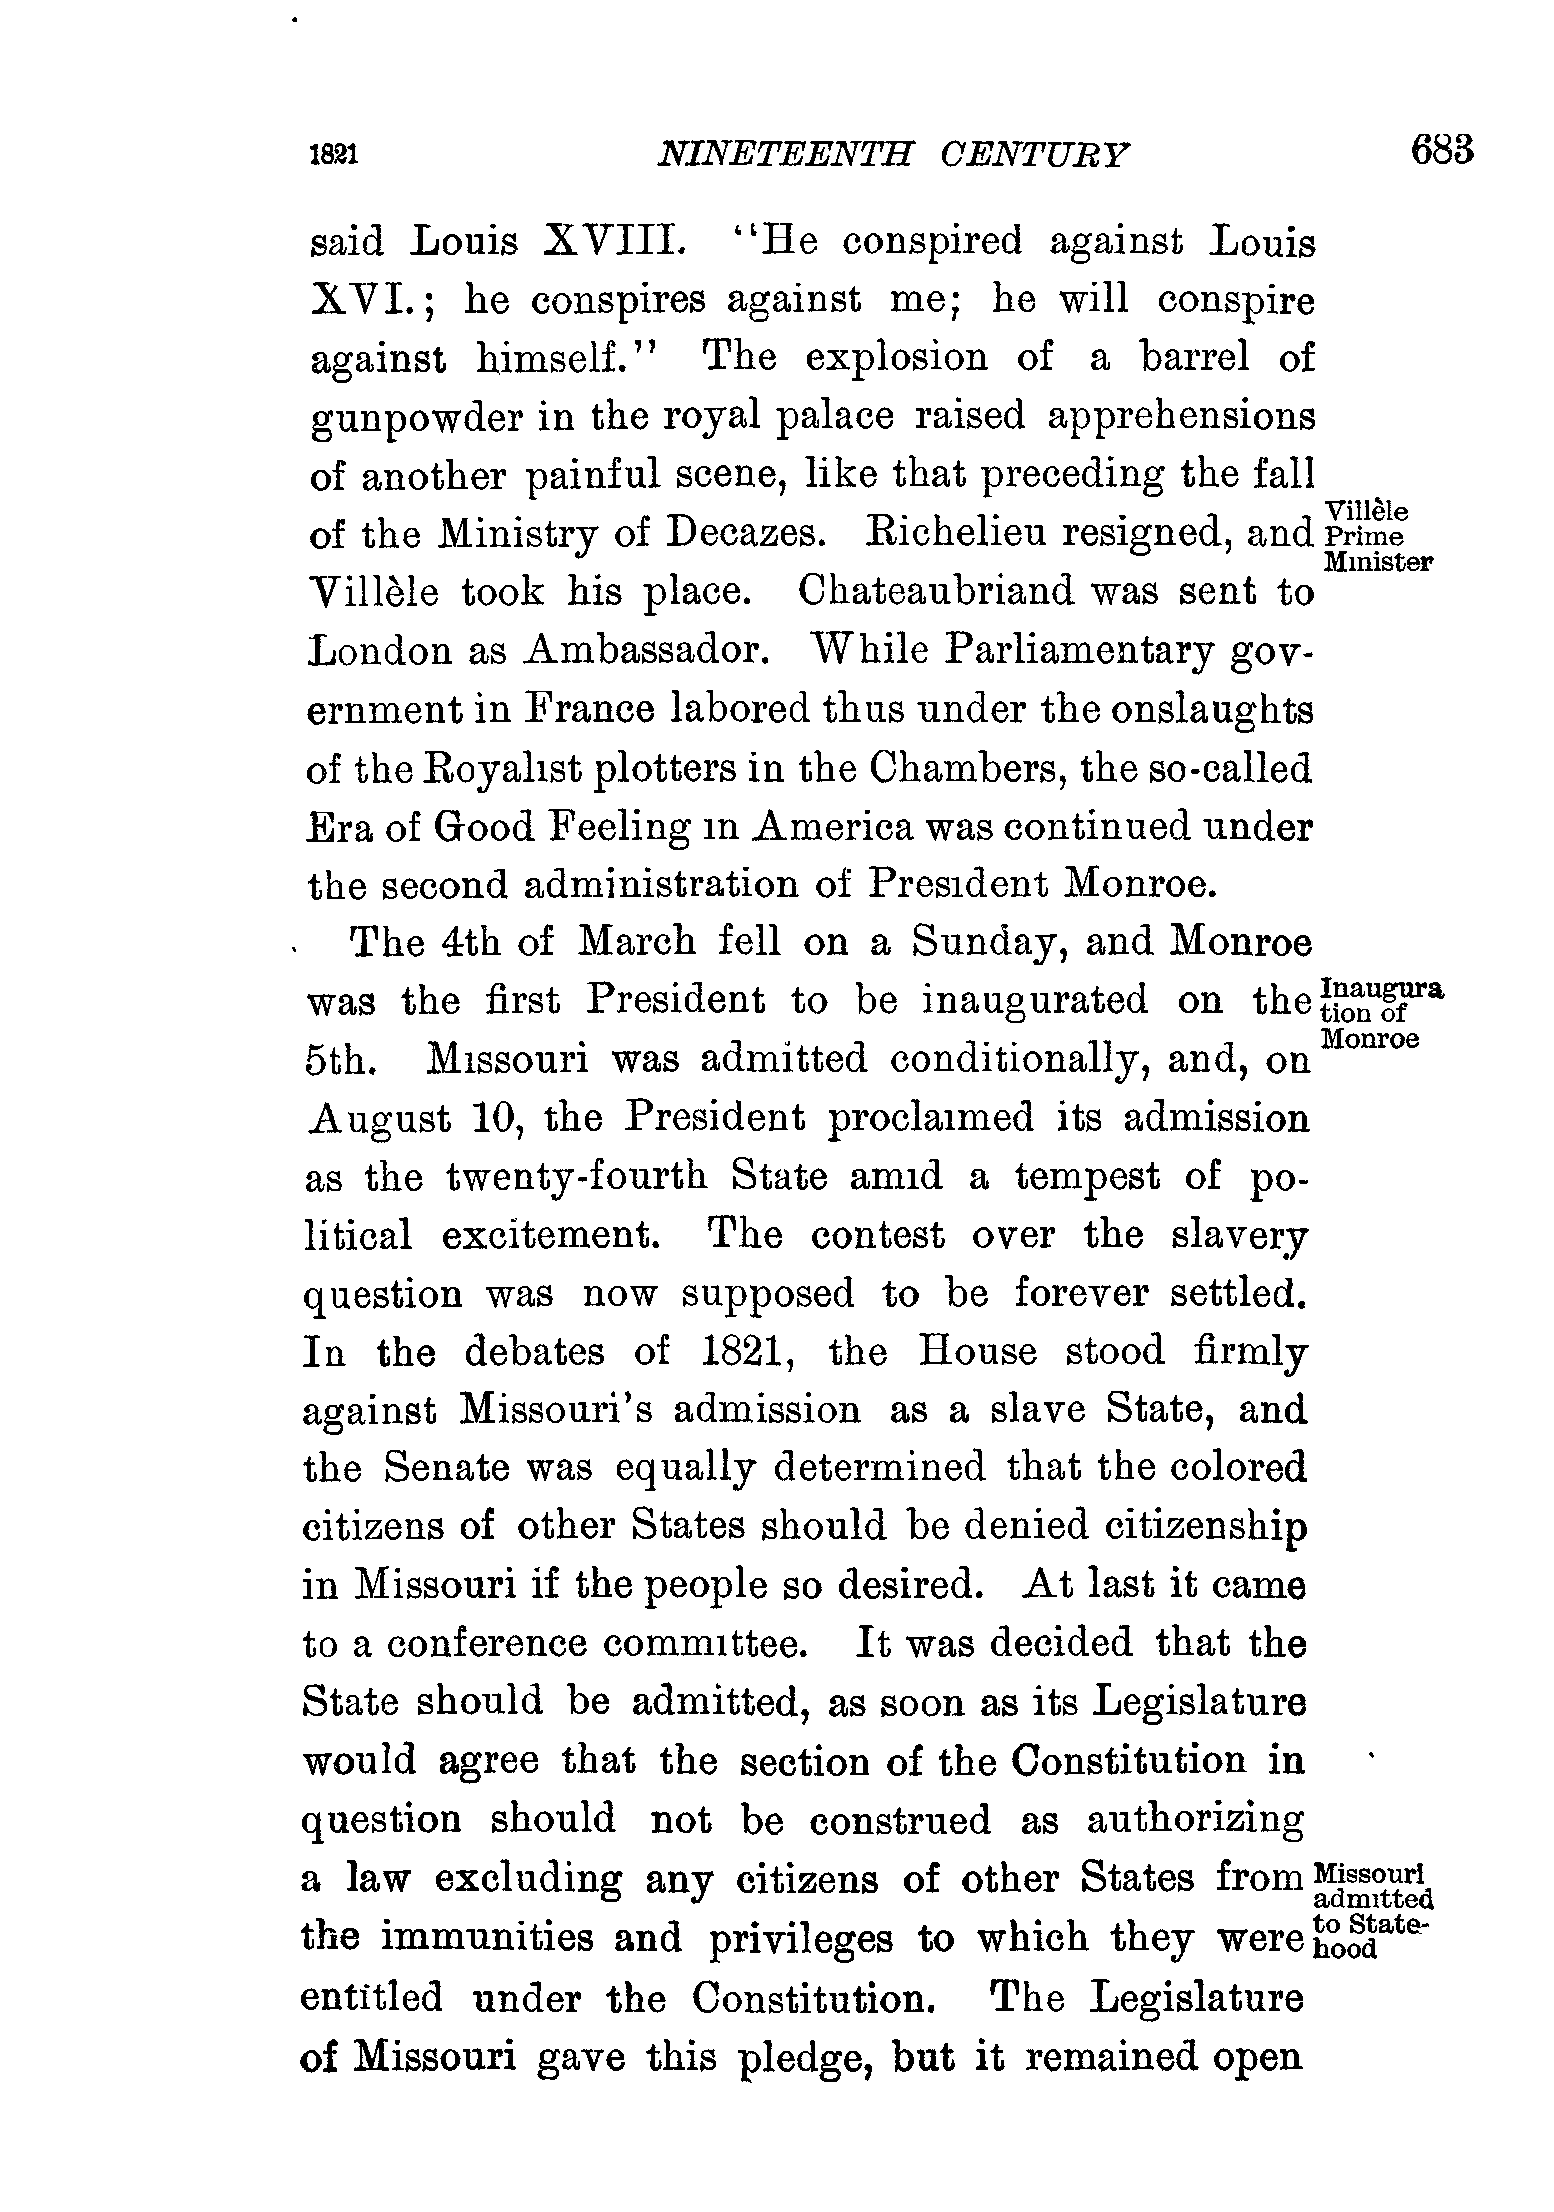 1821 NINETEENTH CENTURY 683
said Louis XVIII. "He conspired against Louis
XVI.; he conspires against me; he will conspire
against himself." The explosion of a barrel of
gunpowder in the royal palace raised apprehensions
of another painful scene, like that preceding the fall
of the Ministry of Decazes. Richelieu resigned, and
Villèle
Prime
Minister
Villèle took his place. Chateaubriand was sent to
London as Ambassador. While Parliamentary gov-
ernment in France labored thus under the onslaughts
of the Royalist plotters in the Chambers, the so-called
Era of Good Feeling in America was continued under
the second administration of President Monroe.
The 4th of March fell on a Sunday, and Monroe
was the first President to be inaugurated on the
Inaugura
tion of
Monroe
5th. Missouri was admitted conditionally, and, on
August 10, the President proclaimed its admission
as the twenty-fourth State amid a tempest of po-
litical excitement. The contest over the slavery
question was now supposed to be forever settled.
In the debates of 1821, the House stood firmly
against Missouri's admission as a slave State, and
the Senate was equally determined that the colored
citizens of other States should be denied citizenship
in Missouri if the people so desired. At last it came
to a conference committee. It was decided that the
State should be admitted, as soon as its Legislature
would agree that the section of the Constitution in
question should not be construed as authorizing
a law excluding any citizens of other States from
Missouri
admitted
to State-
hood
the immunities and privileges to which they were
entitled under the Constitution. The Legislature
of Missouri gave this pledge, but it remained open